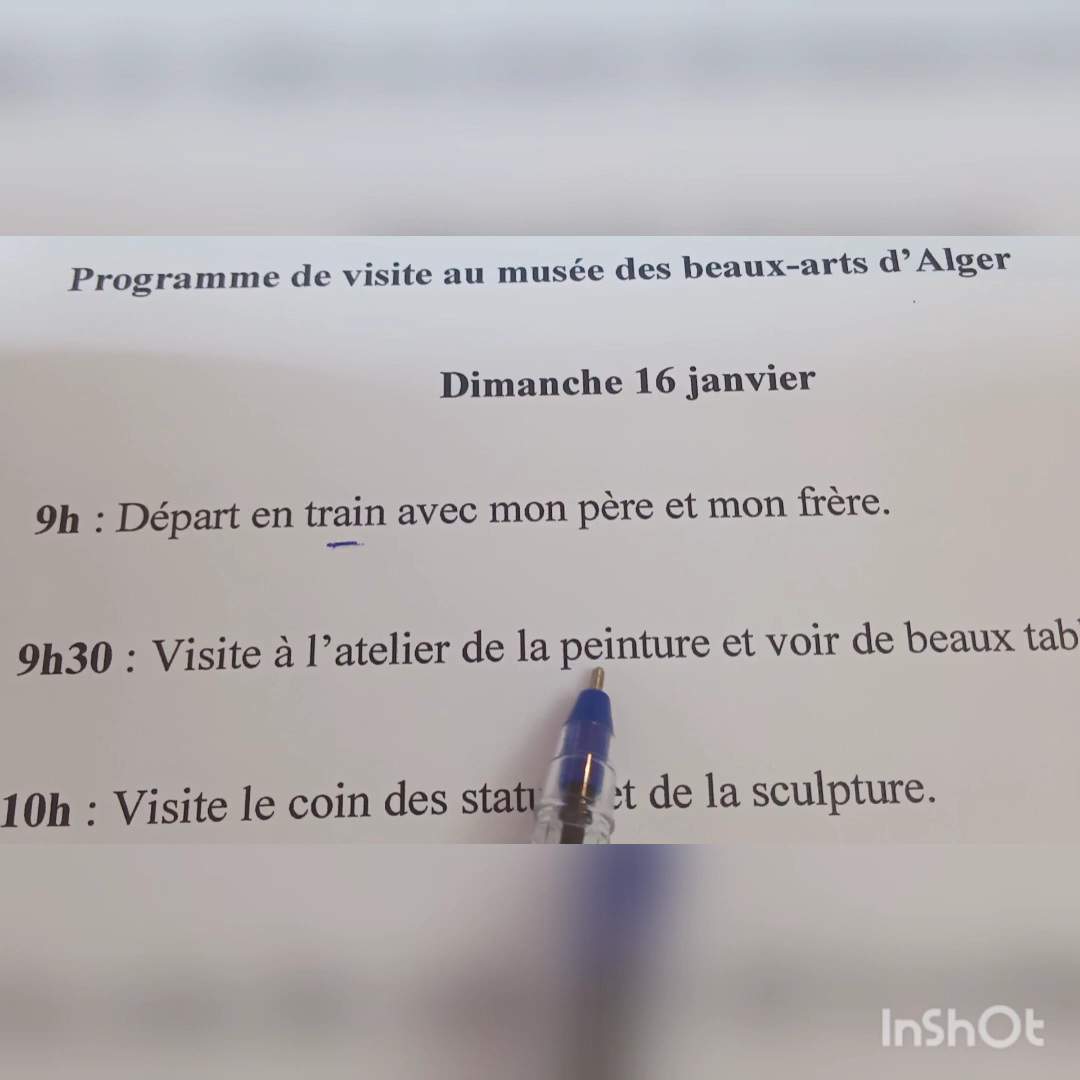 Programme de visite au musée des beaux-arts d'Alger
Dimanche 16 janvier
9h : Départ en train avec mon père et mon frère.
9h30 : Visite à l'atelier de la peinture et voir de beaux
10h : Visite le coin des et de la sculpture.
InShOt